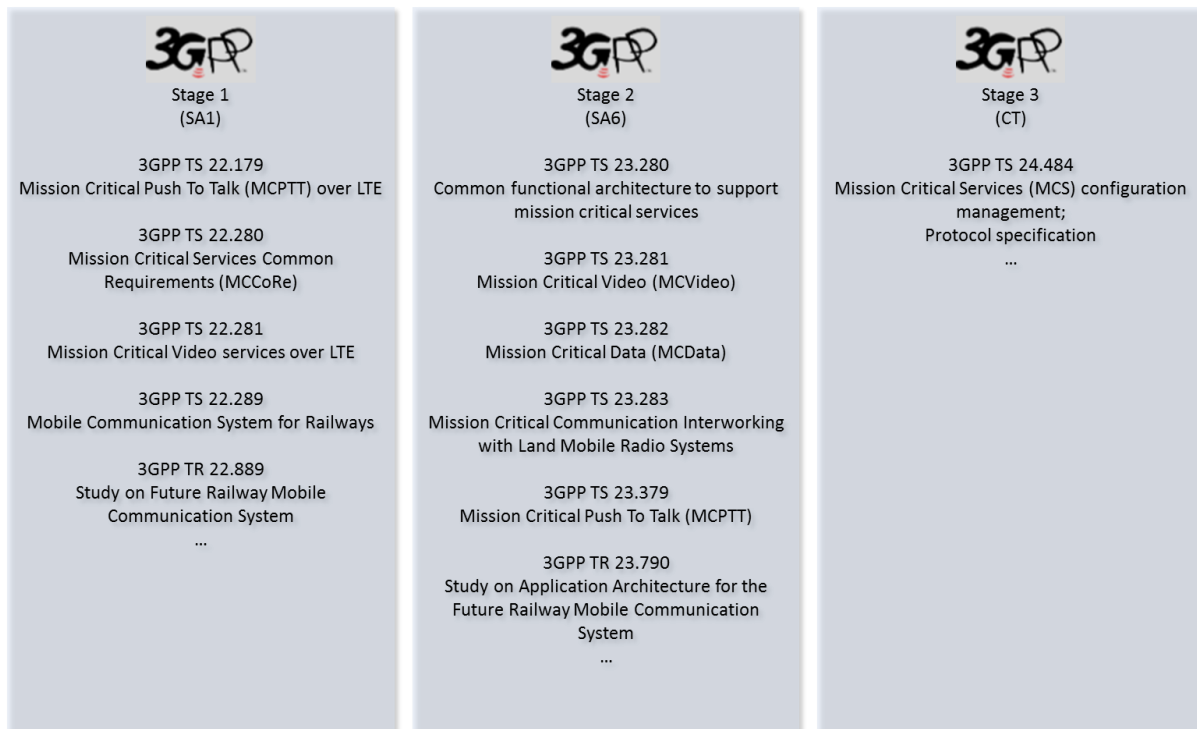 3GPP
Stage 1
(SA1)
3GPP TS 22.179
Mission Critical Push To Talk (MCPTT) over LTE
3GPP TS 22.280
Mission Critical Services Common
Requirements (MCCoRe)
3GPP TS 22.281
Mission Critical Video services over LTE
3GPP TS 22.289
Mobile Communication System for Railways
3GPP TR 22.889
Study on Future Railway Mobile
Communication System
...
3GPP
Stage 2
(SA6)
3GPP TS 23.280
Common functional architecture to support
mission critical services
3GPP TS 23.281
Mission Critical Video (MCVideo)
3GPP TS 23.282
Mission Critical Data (MCData)
3GPP TS 23.283
Mission Critical Communication Interworking
with Land Mobile Radio Systems
3GPP TS 23.379
Mission Critical Push To Talk (MCPTT)
3GPP TR 23.790
Study on Application Architecture for the
Future Railway Mobile Communication
System
...
3GPP
Stage 3
(CT)
3GPP TS 24.484
Mission Critical Services (MCS) configuration
management;
Protocol specification
...